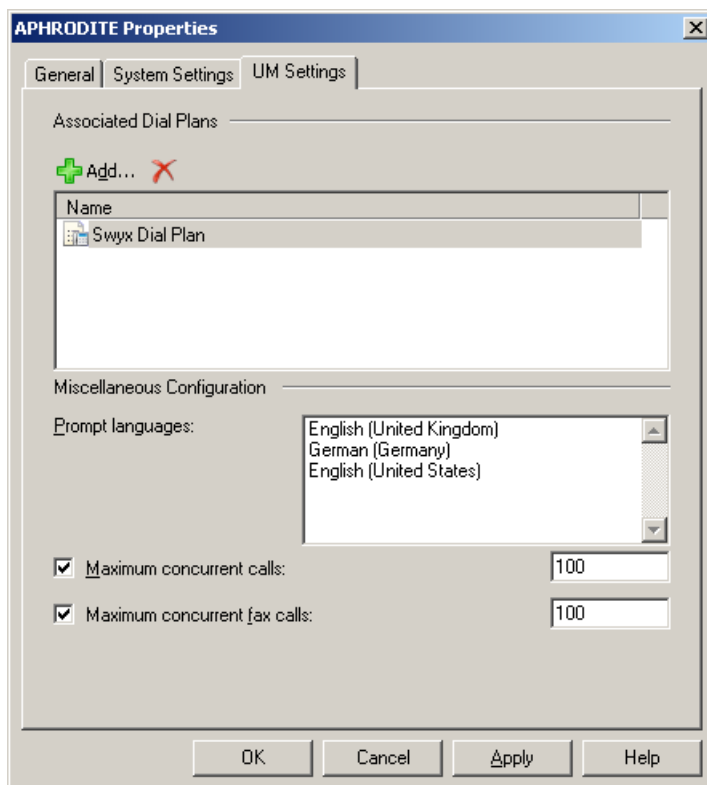 APHRODITE Properties
General System Settings UM Settings
Associated Dial Plans
Add...
Name
Swyx Dial Plan
Miscellaneous Configuration
Prompt languages:
English (United Kingdom)
German (Germany)
English (United States)
Maximum concurrent calls: 100
Maximum concurrent fax calls: 100
OK Cancel Apply Help